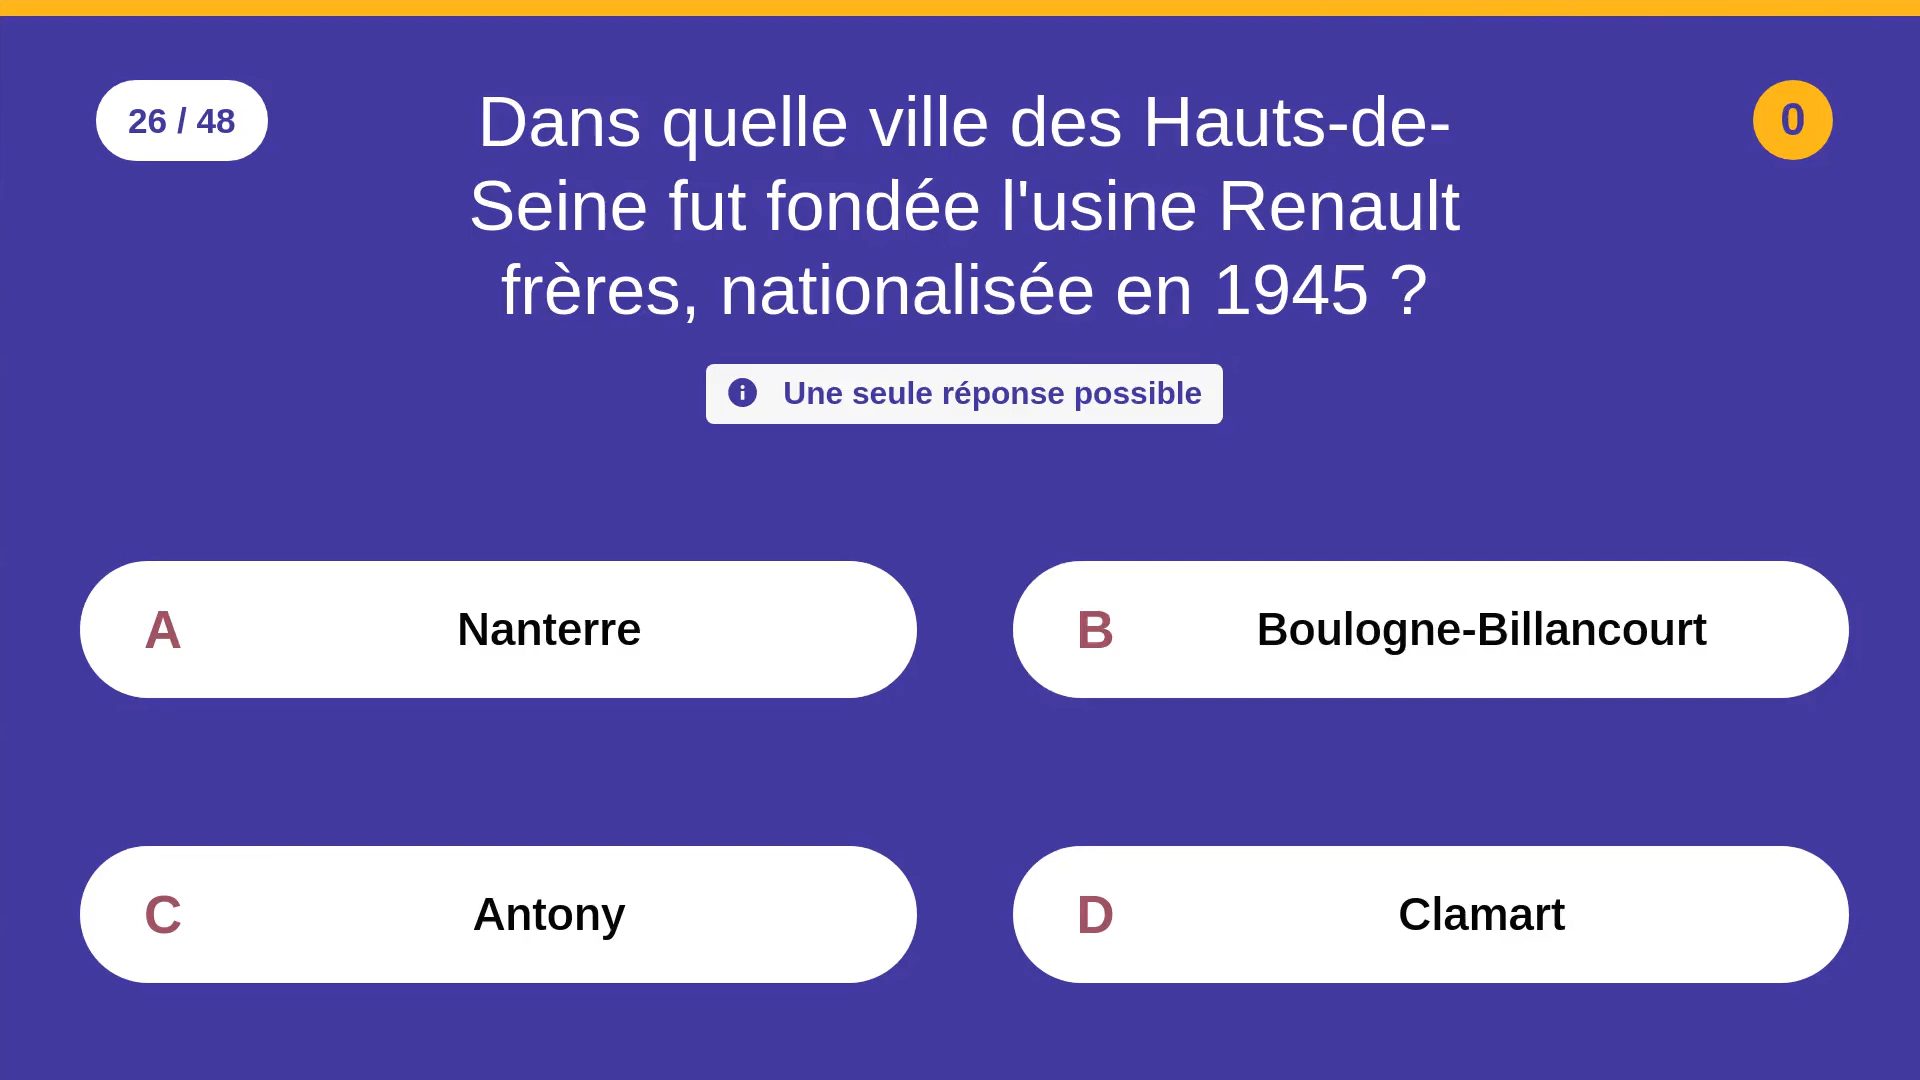 26 / 48
Dans quelle ville des Hauts-de-
Seine fut fondée l'usine Renault
frères, nationalisée en 1945 ?
0
Une seule réponse possible
A Nanterre
B Boulogne-Billancourt
C Antony
D Clamart